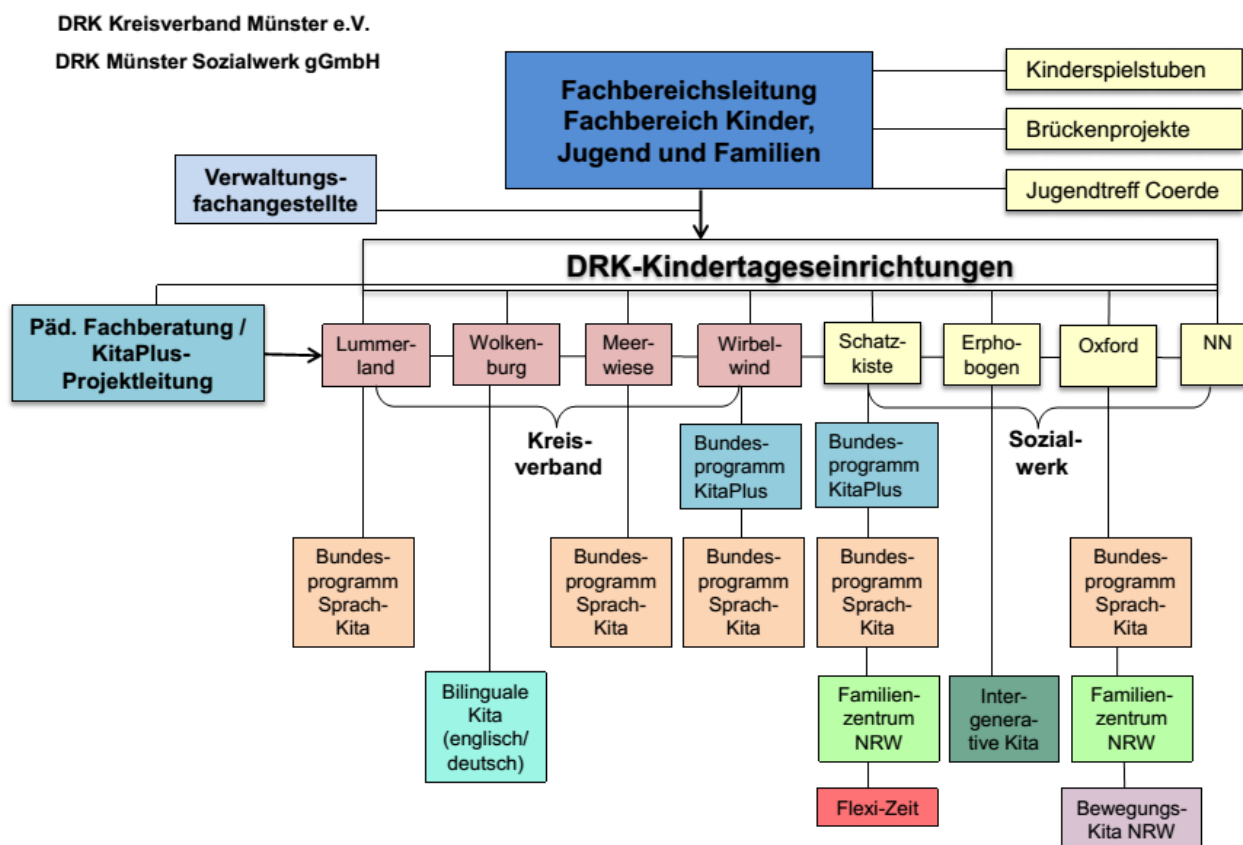 DRK Kreisverband Münster e.V.
DRK Münster Sozialwerk gGmbH
Fachbereichsleitung
Fachbereich Kinder,
Jugend und Familien
Kinderspielstuben
Brückenprojekte
Jugendtreff Coerde
Verwaltungs-
fachangestellte
DRK-Kindertageseinrichtungen
Päd. Fachberatung /
KitaPlus-
Projektleitung
Lummer-
land
Wolken-
burg
Meer-
wiese
Wirbel-
wind
Schatz-
kiste
Erpho-
bogen
Oxford
NN
Kreis-
verband
Sozial-
werk
Bundes-
programm
KitaPlus
Bundes-
programm
KitaPlus
Bundes-
programm
Sprach-
Kita
Bundes-
programm
Sprach-
Kita
Bundes-
programm
Sprach-
Kita
Bundes-
programm
Sprach-
Kita
Bundes-
programm
Sprach-
Kita
Bilinguale
Kita
(englisch/
deutsch)
Familien-
zentrum
NRW
Inter-
genera-
tive Kita
Familien-
zentrum
NRW
Flexi-Zeit
Bewegungs-
Kita NRW